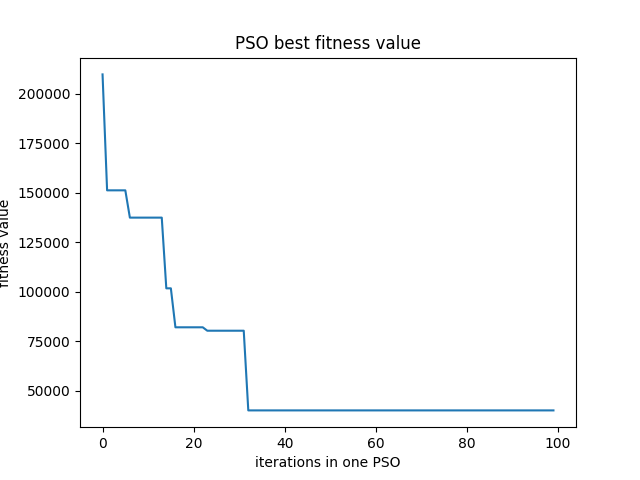 PSO best fitness value
200000
175000
150000
125000
100000
75000
50000
fitness value
0 20 40 60 80 100
iterations in one PSO